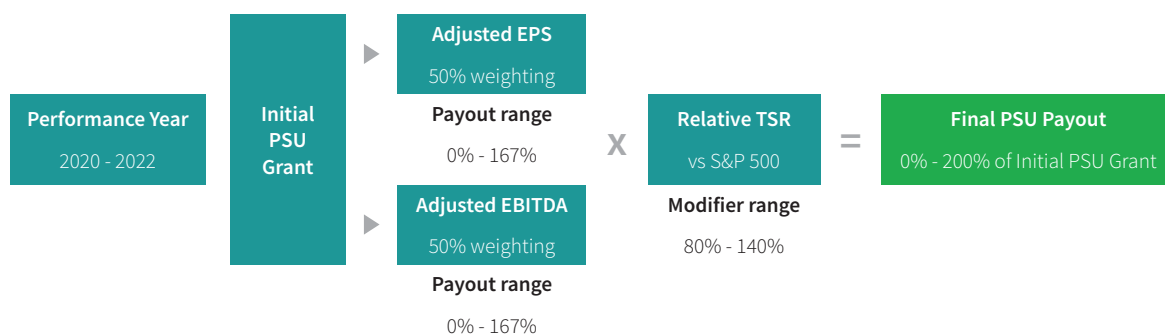 Performance Year
2020 - 2022
Initial
PSU
Grant
Adjusted EPS
50% weighting
Payout range
0% - 167%
Adjusted EBITDA
50% weighting
Payout range
0% - 167%
x
Relative TSR
vs S&P 500
Modifier range
80% - 140%
=
Final PSU Payout
0% - 200% of Initial PSU Grant